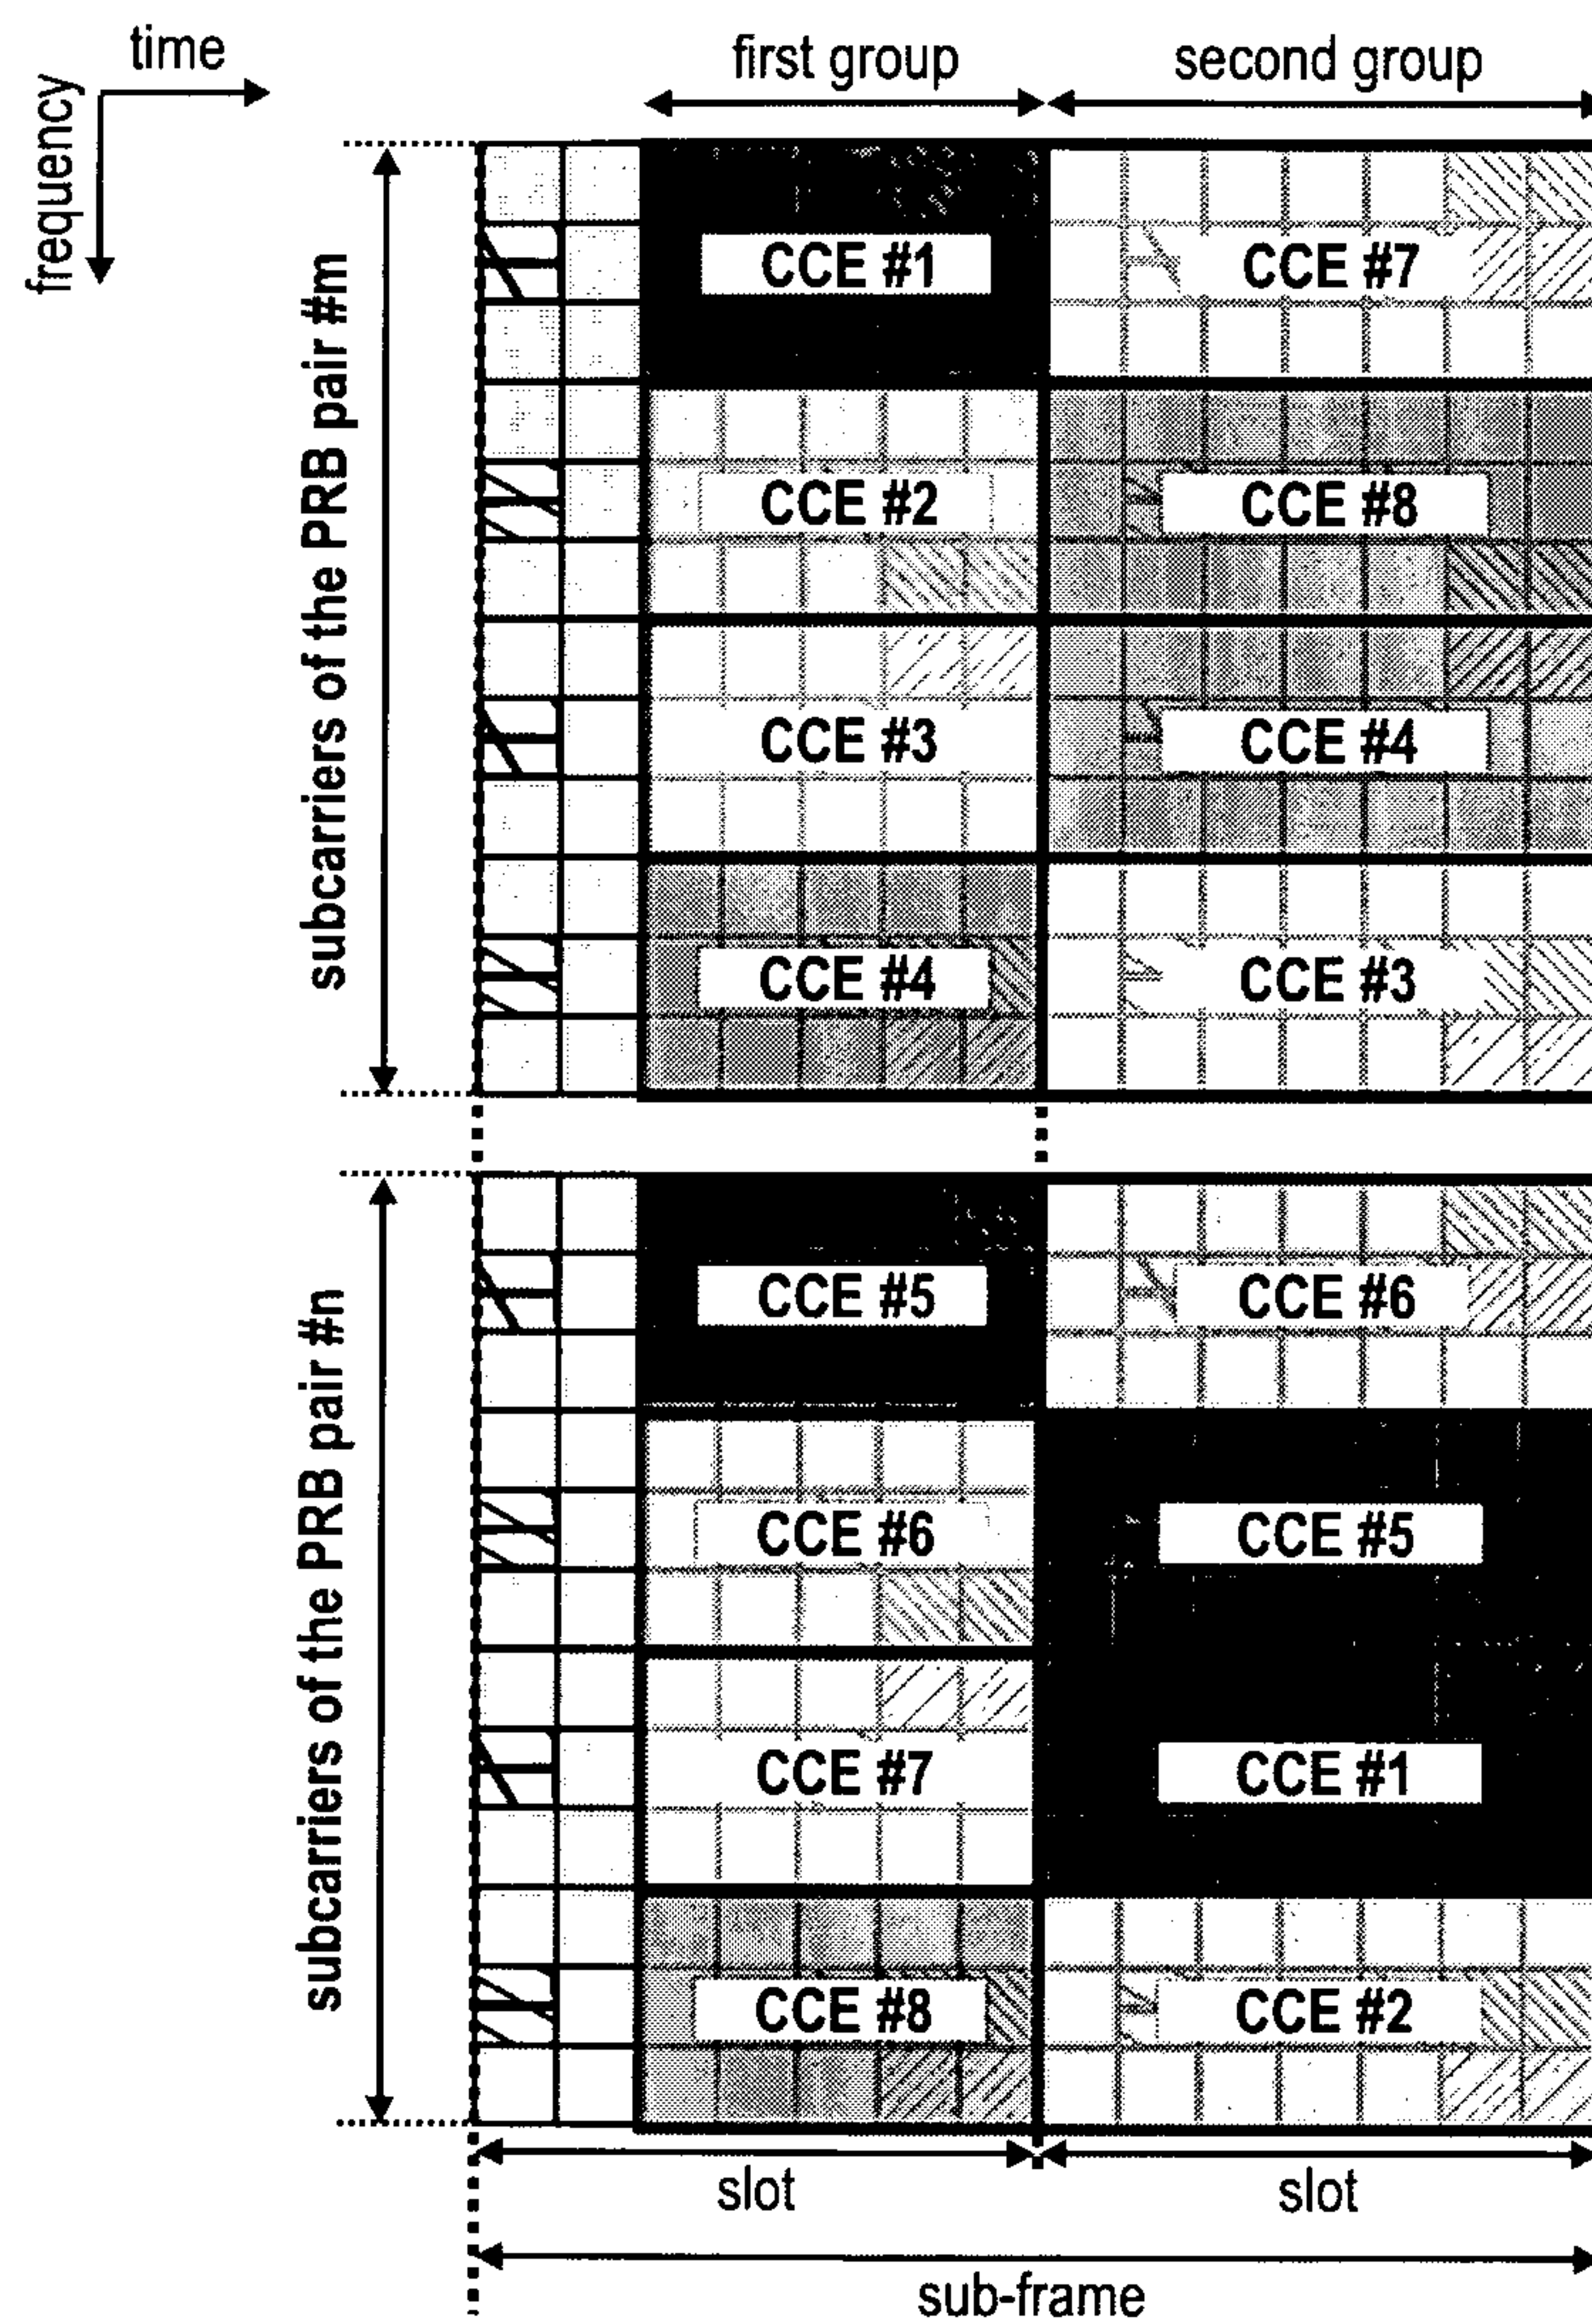 time
first group
second group
frequency
subcarriers of the PRB pair #m
CCE #1
CCE #7
CCE #2
CCE #8
CCE #3
CCE #4
CCE #4
CCE #3
subcarriers of the PRB pair #n
CCE #5
CCE #6
CCE #6
CCE #5
CCE #7
CCE #1
CCE #8
CCE #2
slot
slot
sub-frame